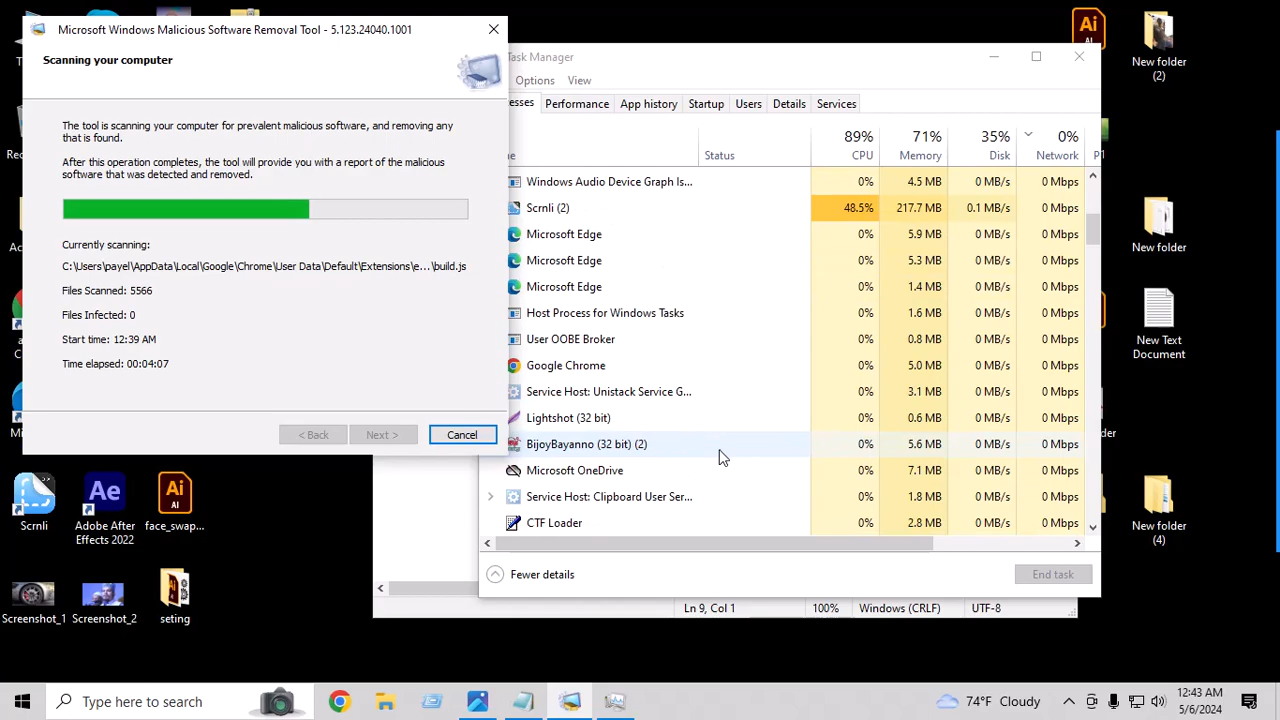 Microsoft Windows Malicious Software Removal Tool - 5.123.24040.1001
Scanning your computer
The tool is scanning your computer for prevalent malicious software, and removing any
that is found.
After this operation completes, the tool will provide you with a report of the malicious
software that was detected and removed.
Currently scanning:
C:\Users\payel\AppData\Local\Google\Chrome\User Data\Default\Extensions\e...\build.js
Files Scanned: 5566
Files Infected: 0
Start time: 12:39 AM
Time elapsed: 00:04:07
< Back
Next >
Cancel
Task Manager
Options
View
Performance
App history
Startup
Users
Details
Services
89%
71%
35%
0%
Status
CPU
Memory
Disk
Network
Windows Audio Device Graph Is... 0% 4.5 MB 0 MB/s 0 Mbps
Scrnli (2) 48.5% 217.7 MB 0.1 MB/s 0 Mbps
Microsoft Edge 0% 5.9 MB 0 MB/s 0 Mbps
Microsoft Edge 0% 5.3 MB 0 MB/s 0 Mbps
Microsoft Edge 0% 1.4 MB 0 MB/s 0 Mbps
Host Process for Windows Tasks 0% 1.6 MB 0 MB/s 0 Mbps
User OOBE Broker 0% 0.8 MB 0 MB/s 0 Mbps
Google Chrome 0% 5.0 MB 0 MB/s 0 Mbps
Service Host: Unistack Service G... 0% 3.1 MB 0 MB/s 0 Mbps
Lightshot (32 bit) 0% 0.6 MB 0 MB/s 0 Mbps
BijoyBayanno (32 bit) (2) 0% 5.6 MB 0 MB/s 0 Mbps
Microsoft OneDrive 0% 7.1 MB 0 MB/s 0 Mbps
Service Host: Clipboard User Ser... 0% 1.8 MB 0 MB/s 0 Mbps
CTF Loader 0% 2.8 MB 0 MB/s 0 Mbps
Fewer details
End task
Ln 9, Col 1
100%
Windows (CRLF)
UTF-8
Ai
New folder
(2)
New folder
New Text
Document
New folder
(4)
Scrnli
Ae
Adobe After
Effects 2022
Ai
AI
face_swap...
Screenshot_1
Screenshot_2
seting
Type here to search
74°F Cloudy
12:43 AM
5/6/2024